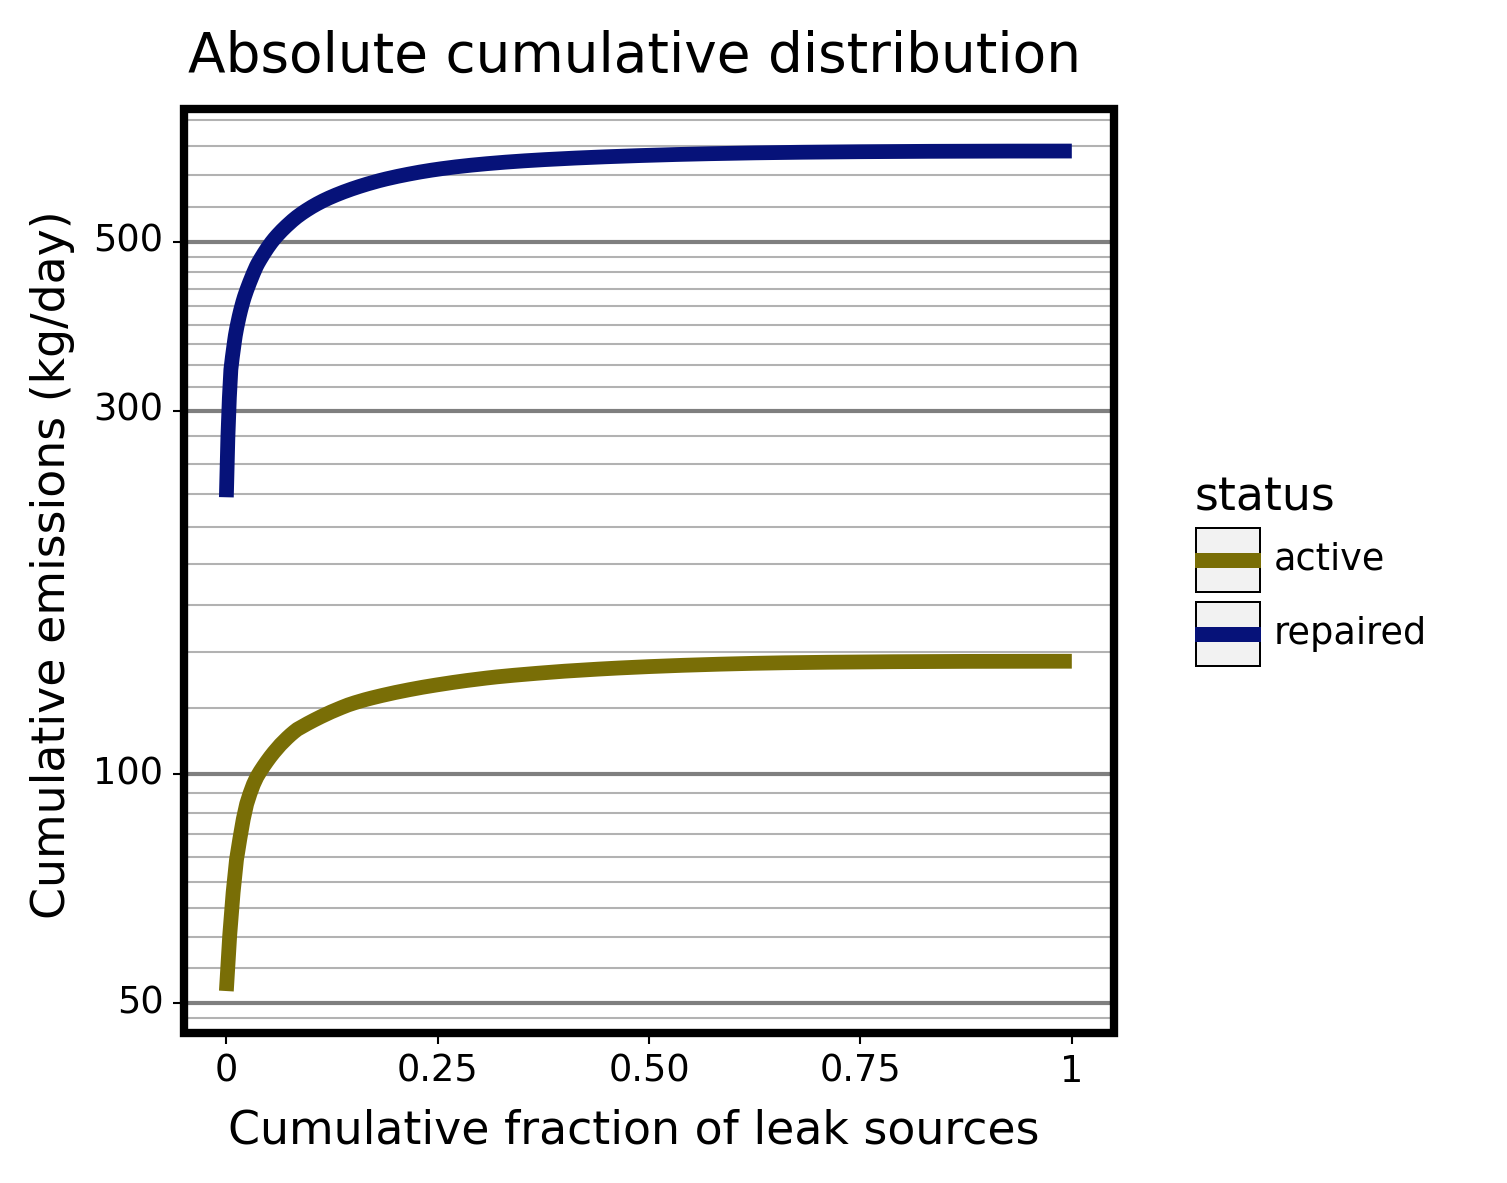 Absolute cumulative distribution
Cumulative emissions (kg/day)
500
300
100
50
0 0.25 0.50 0.75 1
Cumulative fraction of leak sources
status
active
repaired